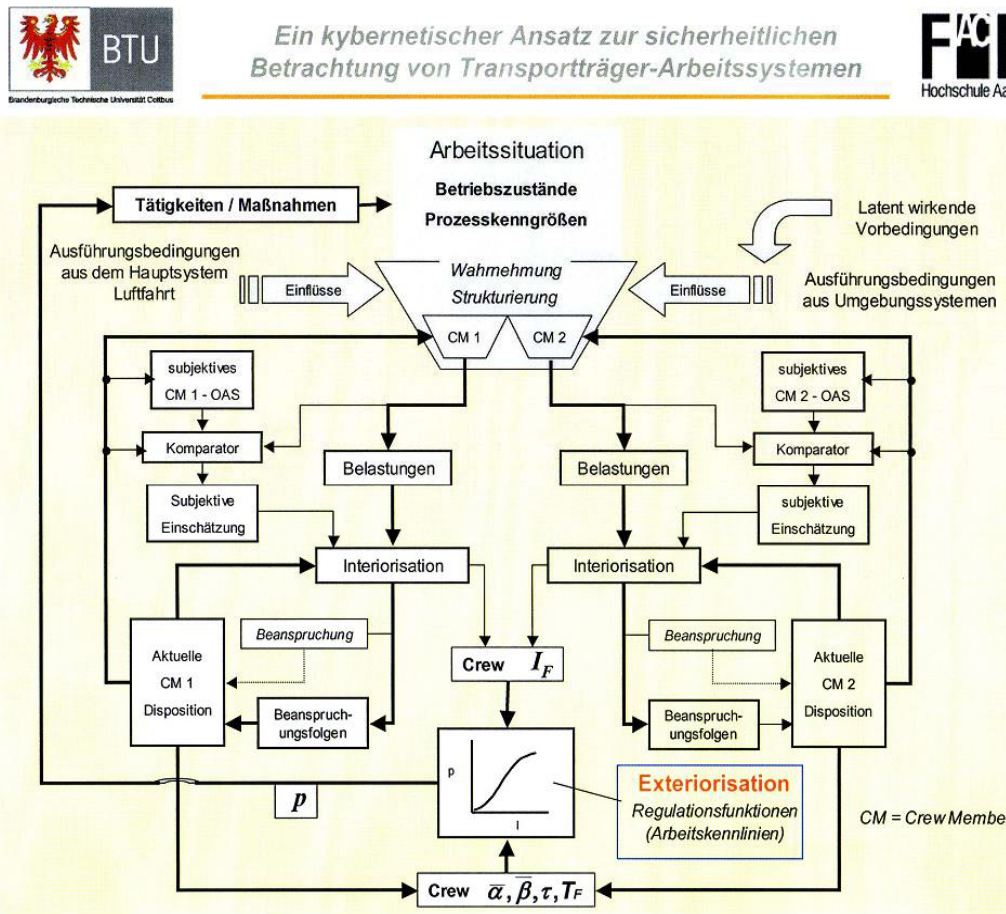 BTU
Brandenburgische Technische Universität Cottbus
Ein kybernetischer Ansatz zur sicherheitlichen
Betrachtung von Transportträger-Arbeitssystemen
Hochschule Aa
Arbeitssituation
Betriebszustände
Prozesskenngrößen
Tätigkeiten / Maßnahmen
Latent wirkende
Vorbedingungen
Ausführungsbedingungen
aus dem Hauptsystem
Luftfahrt
Einflüsse
Wahrnehmung
Strukturierung
Einflüsse
Ausführungsbedingungen
aus Umgebungssystemen
CM 1
CM 2
subjektives
CM 1 - OAS
subjektives
CM 2 - OAS
Komparator
Komparator
Belastungen
Belastungen
Subjektive
Einschätzung
subjektive
Einschätzung
Interiorisation
Interiorisation
Beanspruchung
Beanspruchung
Aktuelle
CM 1
Disposition
Crew I_F
Aktuelle
CM 2
Disposition
Beanspruch-
ungsfolgen
Beanspruch-
ungsfolgen
p
I
p
Exteriorisation
Regulationsfunktionen
(Arbeitskennlinien)
CM = Crew Membe
Crew α̅, β̅, τ, T_F